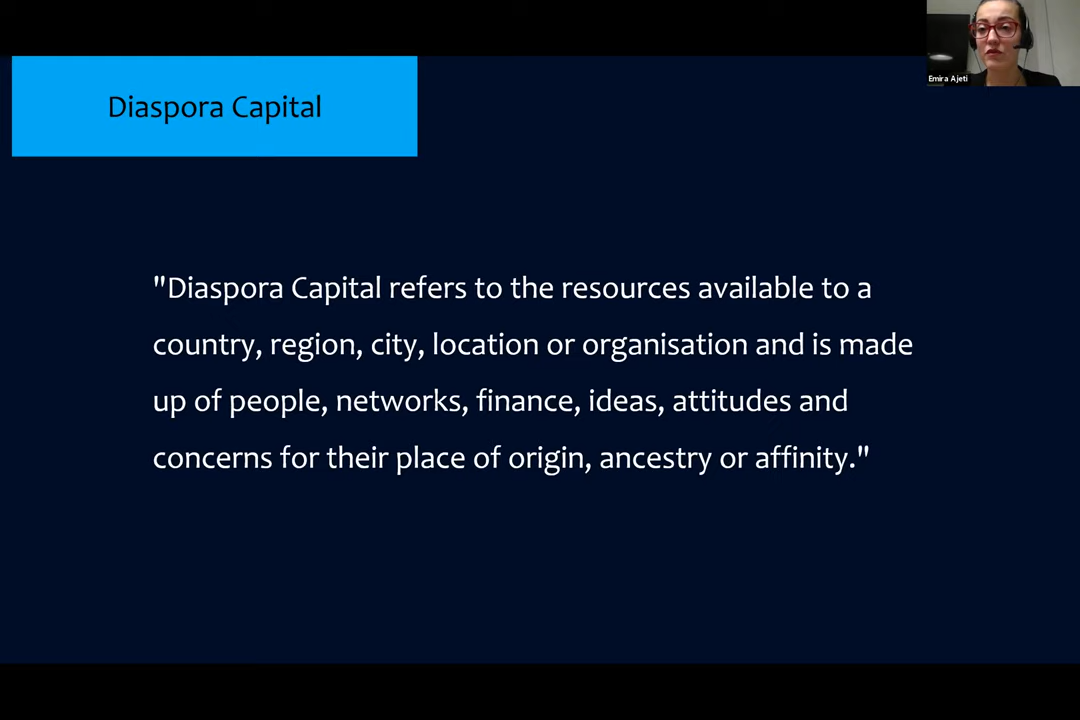 Emira Ajeti
Diaspora Capital
"Diaspora Capital refers to the resources available to a
country, region, city, location or organisation and is made
up of people, networks, finance, ideas, attitudes and
concerns for their place of origin, ancestry or affinity."